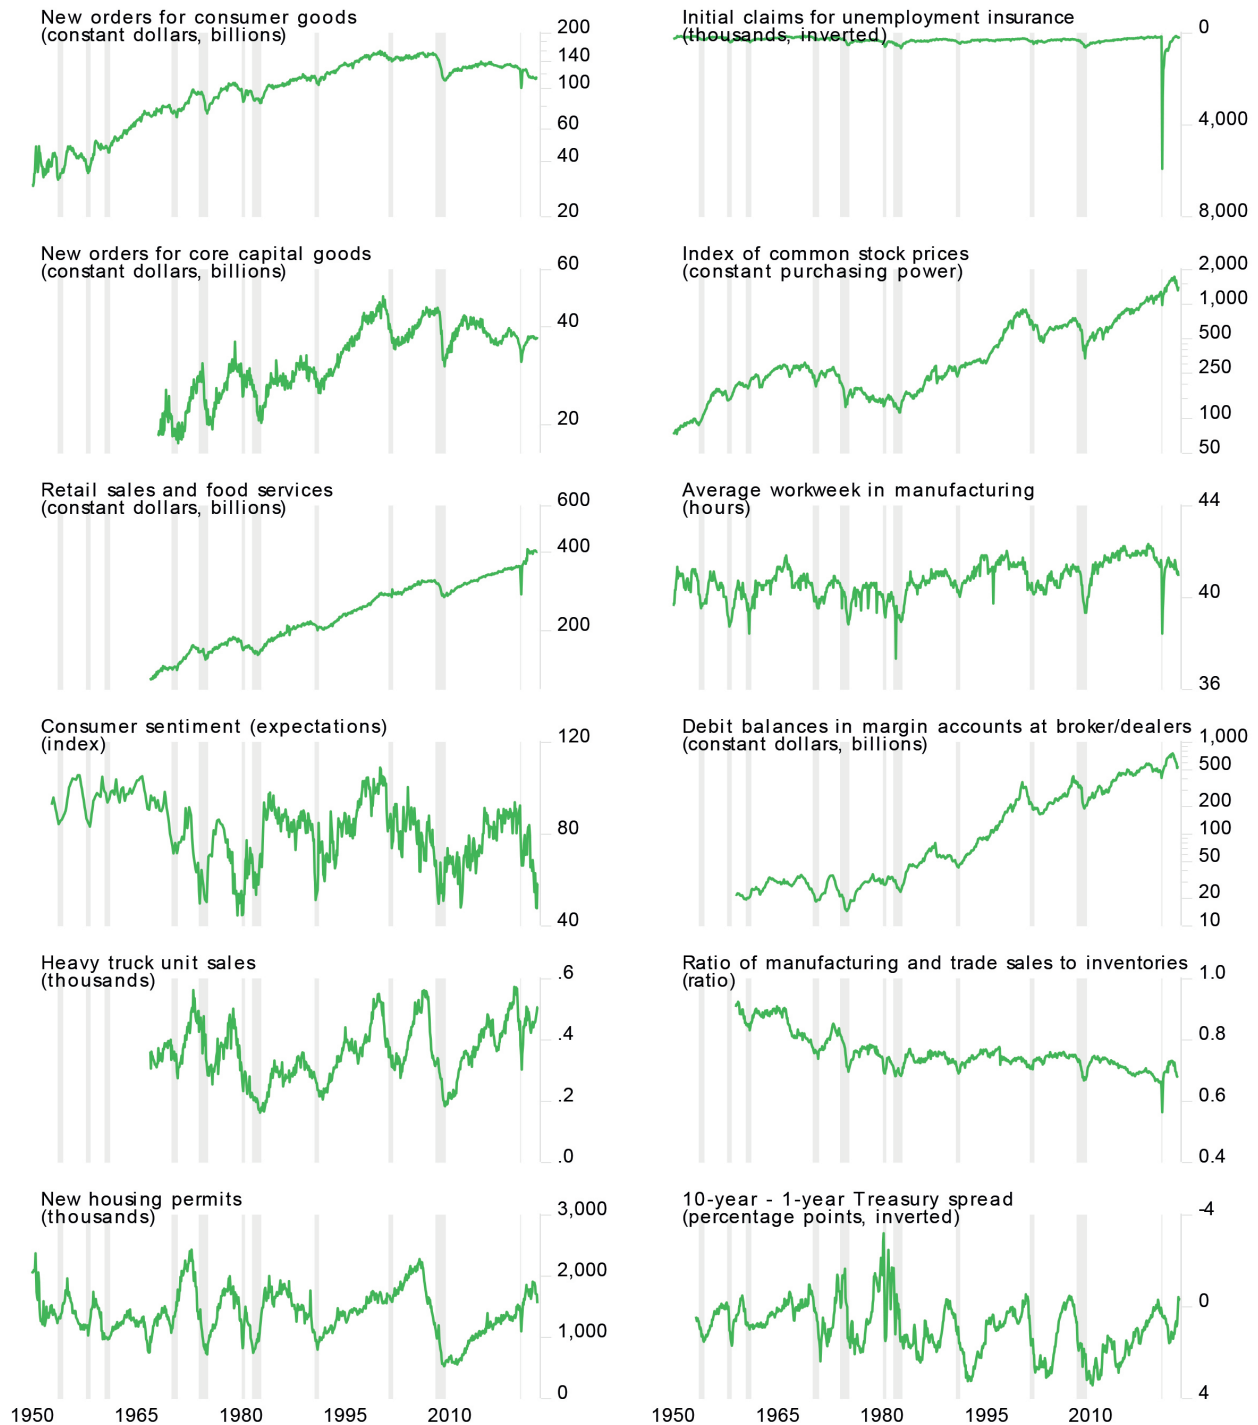 New orders for consumer goods
(constant dollars, billions)
200
140
100
60
40
20
Initial claims for unemployment insurance
(thousands, inverted)
0
4,000
8,000
New orders for core capital goods
(constant dollars, billions)
60
40
20
Index of common stock prices
(constant purchasing power)
2,000
1,000
500
250
100
50
Retail sales and food services
(constant dollars, billions)
600
400
200
Average workweek in manufacturing
(hours)
44
40
36
Consumer sentiment (expectations)
(index)
120
80
40
Debit balances in margin accounts at broker/dealers
(constant dollars, billions)
1,000
500
200
100
50
20
10
Heavy truck unit sales
(thousands)
.6
.4
.2
.0
Ratio of manufacturing and trade sales to inventories
(ratio)
1.0
0.8
0.6
0.4
New housing permits
(thousands)
3,000
2,000
1,000
0
1950 1965 1980 1995 2010
10-year - 1-year Treasury spread
(percentage points, inverted)
-4
0
4
1950 1965 1980 1995 2010